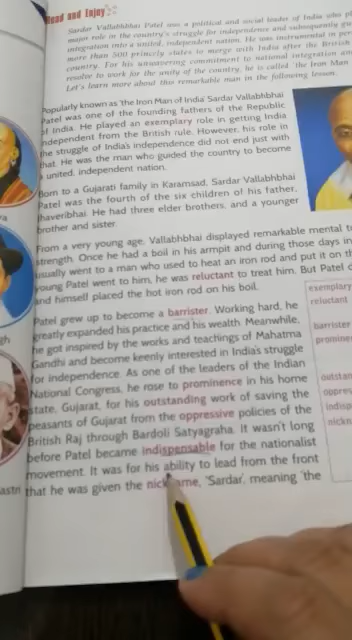 Read and Enjoy
Sardar Vallabhbhai Patel was a political and social leader of India who
major role in the country's struggle for independence and subsequently
integration into a united, independent nation. He was instrumental in
more than 500 princely states to merge with India after the British
country. For his unswerving commitment to national integration and
resolve to work for the unity of the country, he is called 'the Iron Man
Let's learn more about this remarkable man in the following lesson.
Popularly known as 'the Iron Man of India' Sardar Vallabhbhai
Patel was one of the founding fathers of the Republic
of India. He played an exemplary role in getting India
independent from the British rule. However, his role in
the struggle of India's independence did not end just with
that. He was the man who guided the country to become
a united, independent nation.
Born to a Gujarati family in Karamsad, Sardar Vallabhbhai
Patel was the fourth of the six children of his father,
Jhaveribhai. He had three elder brothers, and a younger
brother and sister.
From a very young age, Vallabhbhai displayed remarkable mental
strength. Once he had a boil in his armpit and during those days
usually went to a man who used to heat an iron rod and put it on
young Patel went to him, he was reluctant to treat him. But Patel
and himself placed the hot iron rod on his boil.
Patel grew up to become a barrister. Working hard, he
greatly expanded his practice and his wealth. Meanwhile,
he got inspired by the works and teachings of Mahatma
Gandhi and become keenly interested in India's struggle
for independence. As one of the leaders of the Indian
National Congress, he rose to prominence in his home
state, Gujarat, for his outstanding work of saving the
peasants of Gujarat from the oppressive policies of the
British Raj through Bardoli Satyagraha. It wasn't long
before Patel became indispensable for the nationalist
movement. It was for his ability to lead from the front
that he was given the nickname, 'Sardar', meaning 'the
exemplary
reluctant
barrister